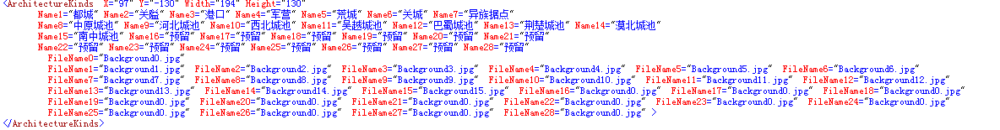 <ArchitectureKinds  X="97"  Y="-130" Width="194" Height="130"
Name1="都城" Name2="关隘" Name3="港口" Name4="军营" Name5="荒城" Name6="关城" Name7="异族据点"
Name8="中原城池" Name9="河北城池" Name10="西北城池" Name11="吴越城池" Name12="巴蜀城池" Name13="荆楚城池" Name14="漠北城池"
Name15="南中城池" Name16="预留" Name17="预留" Name18="预留" Name19="预留" Name20="预留" Name21="预留"
Name22="预留" Name23="预留" Name24="预留" Name25="预留" Name26="预留" Name27="预留" Name28="预留"
FileName0="Background0.jpg"
FileName1="Background1.jpg"  FileName2="Background2.jpg"  FileName3="Background3.jpg"  FileName4="Background4.jpg"  FileName5="Background5.jpg"  FileName6="Background6.jpg"
FileName7="Background7.jpg"  FileName8="Background8.jpg"  FileName9="Background9.jpg"  FileName10="Background10.jpg"  FileName11="Background11.jpg"  FileName12="Background12.jpg"
FileName13="Background13.jpg"  FileName14="Background14.jpg"  FileName15="Background15.jpg"  FileName16="Background0.jpg"  FileName17="Background0.jpg"  FileName18="Background0.jpg"
FileName19="Background0.jpg"  FileName20="Background0.jpg"  FileName21="Background0.jpg"  FileName22="Background0.jpg"  FileName23="Background0.jpg"  FileName24="Background0.jpg"
FileName25="Background0.jpg"  FileName26="Background0.jpg"  FileName27="Background0.jpg"  FileName28="Background0.jpg" >
</ArchitectureKinds>